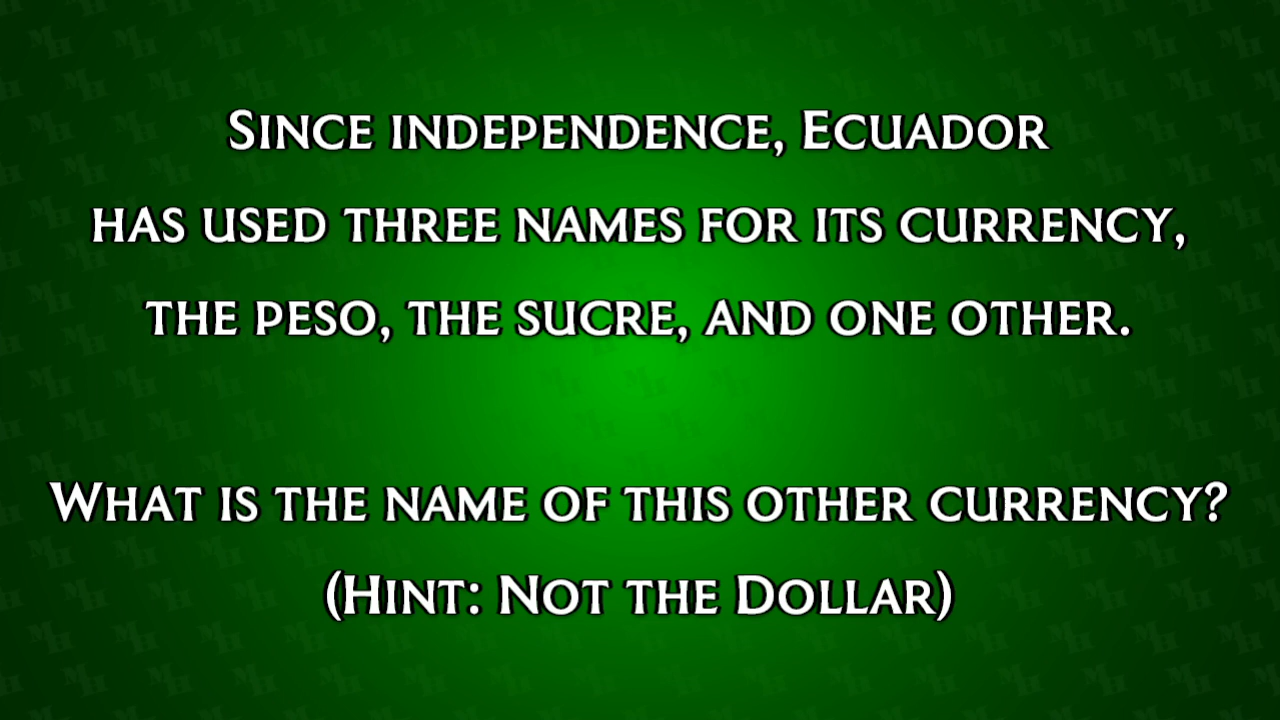 Since independence, Ecuador
has used three names for its currency,
the peso, the sucre, and one other.
What is the name of this other currency?
(Hint: Not the Dollar)